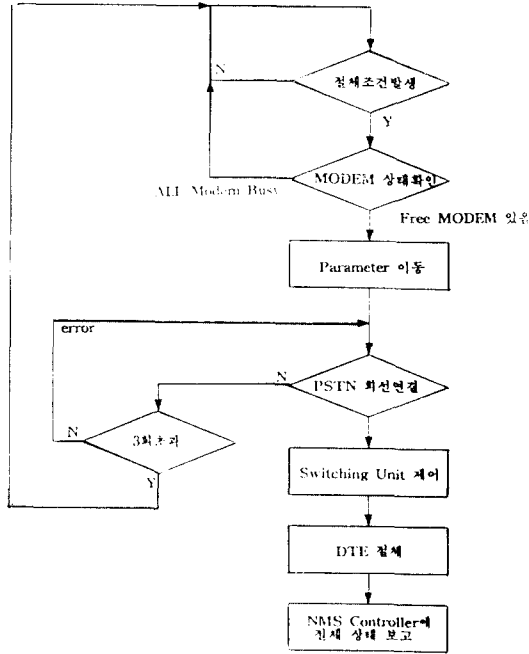 절체조건발생
N
Y
MODEM 상태확인
ALL Modem Busy
Free MODEM 있음
Parameter 이동
error
PSTN 회선연결
N
3회초과
N
Y
Switching Unit 제어
DTE 절체
NMS Controller에
절체 상태 보고